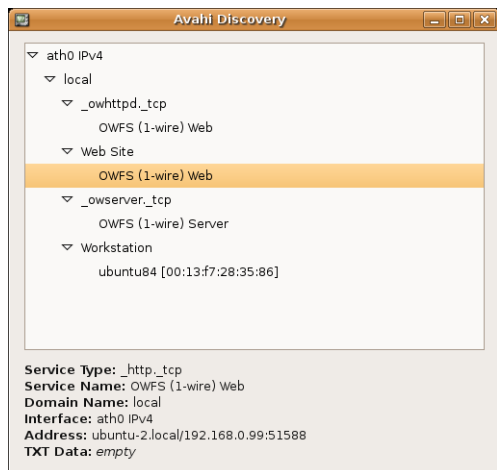 Avahi Discovery
ath0 IPv4
local
_owhttpd._tcp
OWFS (1-wire) Web
Web Site
OWFS (1-wire) Web
_owserver._tcp
OWFS (1-wire) Server
Workstation
ubuntu84 [00:13:f7:28:35:86]
Service Type: _http._tcp
Service Name: OWFS (1-wire) Web
Domain Name: local
Interface: ath0 IPv4
Address: ubuntu-2.local/192.168.0.99:51588
TXT Data: empty